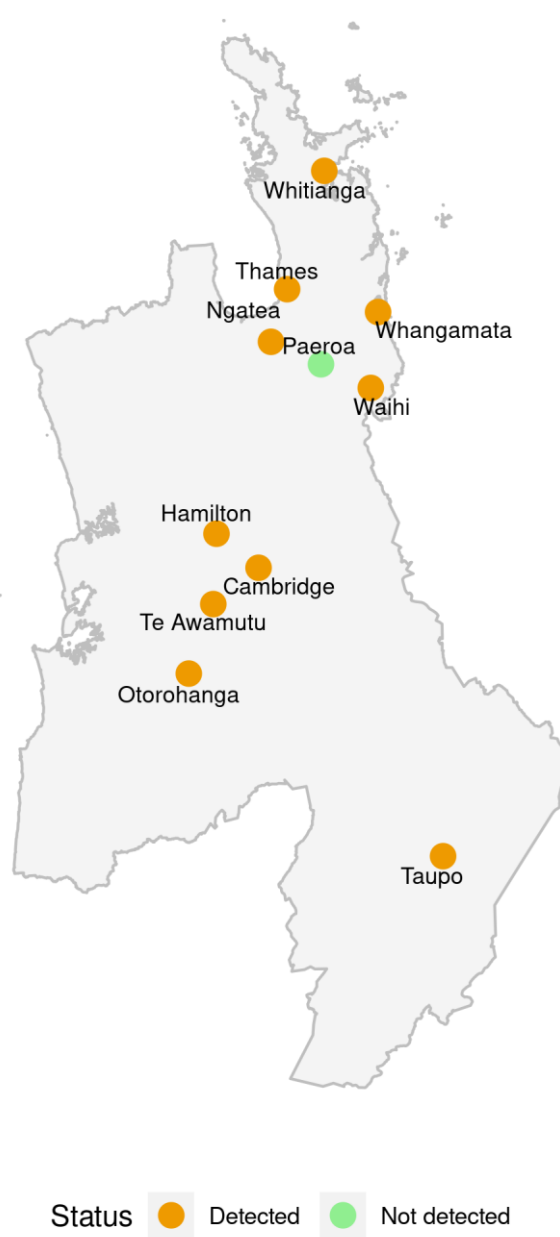 Whitianga
Thames
Ngatea
Whangamata
Paeroa
Waihi
Hamilton
Cambridge
Te Awamutu
Otorohanga
Taupo
Status Detected Not detected